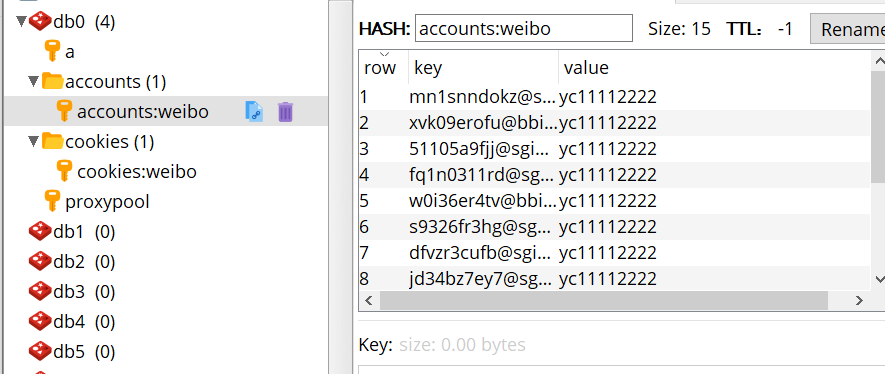 db0 (4)
a
accounts (1)
accounts:weibo
cookies (1)
cookies:weibo
proxypool
db1 (0)
db2 (0)
db3 (0)
db4 (0)
db5 (0)
HASH: accounts:weibo Size: 15 TTL: -1 Rename
row key value
1 mn1snndokz@s... yc11112222
2 xvk09erofu@bbi... yc11112222
3 51105a9fjj@sgi... yc11112222
4 fq1n0311rd@sg... yc11112222
5 w0i36er4tv@bbi... yc11112222
6 s9326fr3hg@sg... yc11112222
7 dfvzr3cufb@sgi... yc11112222
8 jd34bz7ey7@sg... yc11112222
Key: size: 0.00 bytes